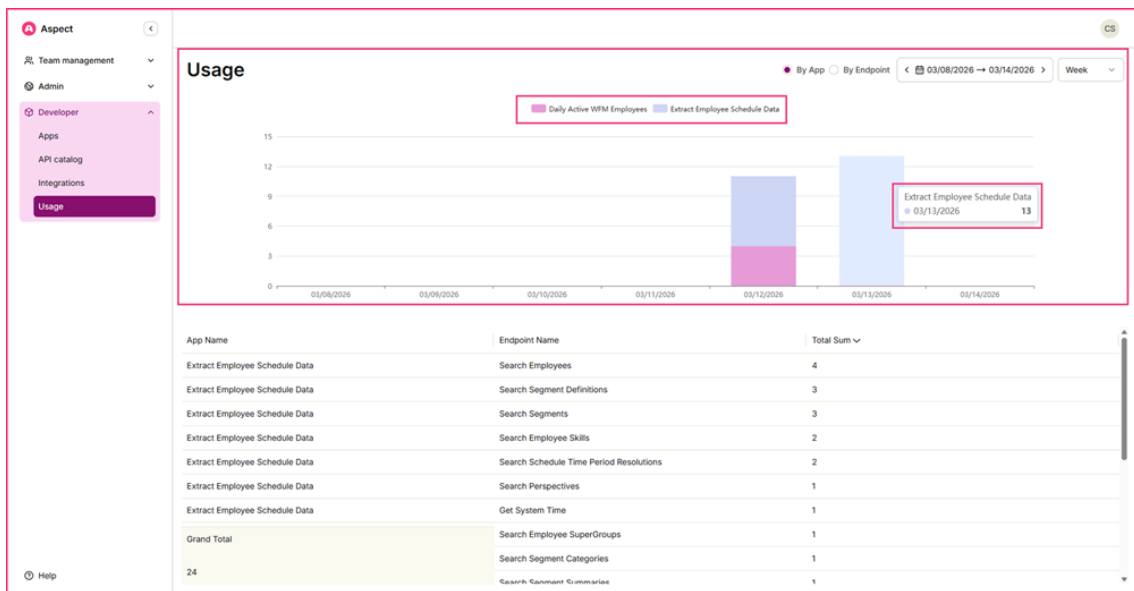 Aspect
CS
Team management
Admin
Developer
Apps
API catalog
Integrations
Usage
Help
Usage
By App By Endpoint 03/08/2026 → 03/14/2026 Week
Daily Active WFM Employees Extract Employee Schedule Data
15
12
9
6
3
0
Extract Employee Schedule Data
03/13/2026 13
03/08/2026 03/09/2026 03/10/2026 03/11/2026 03/12/2026 03/13/2026 03/14/2026
App Name Endpoint Name Total Sum
Extract Employee Schedule Data Search Employees 4
Extract Employee Schedule Data Search Segment Definitions 3
Extract Employee Schedule Data Search Segments 3
Extract Employee Schedule Data Search Employee Skills 2
Extract Employee Schedule Data Search Schedule Time Period Resolutions 2
Extract Employee Schedule Data Search Perspectives 1
Extract Employee Schedule Data Get System Time 1
Grand Total Search Employee SuperGroups 1
Search Segment Categories 1
24
Search Segment Summaries 1